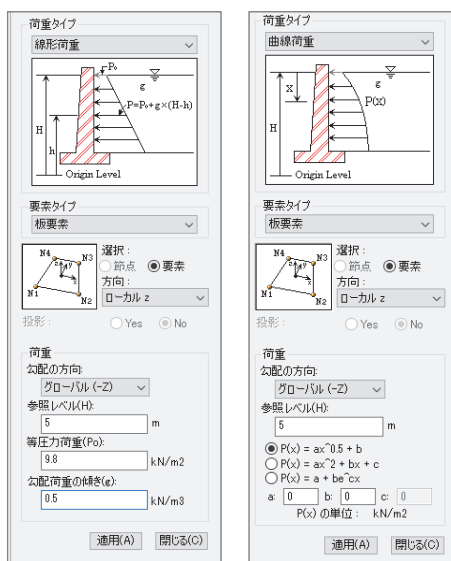 荷重タイプ
線形荷重
P₀
g
P=P₀+g×(H-h)
H
h
Origin Level
要素タイプ
板要素
N4
N3
N1
N2
z
y
x
選択:
節点 要素
方向:
ローカル z
投影: Yes No
荷重
勾配の方向:
グローバル (-Z)
参照レベル(H):
5 m
等圧力荷重(Po):
9.8 kN/m2
勾配荷重の傾き(g):
0.5 kN/m3
適用(A) 閉じる(C)
荷重タイプ
曲線荷重
X
g
P(x)
H
Origin Level
要素タイプ
板要素
N4
N3
N1
N2
z
y
x
選択:
節点 要素
方向:
ローカル z
投影: Yes No
荷重
勾配の方向:
グローバル (-Z)
参照レベル(H):
5 m
P(x) = ax^0.5 + b
P(x) = ax^2 + bx + c
P(x) = a + be^cx
a: 0 b: 0 c: 0
P(x) の単位: kN/m2
適用(A) 閉じる(C)